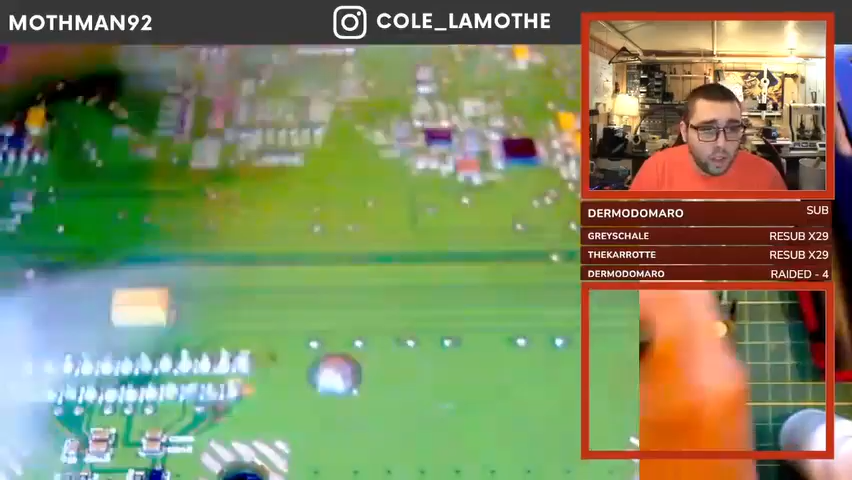 MOTHMAN92
COLE_LAMOTHE
DERMODOMARO SUB
GREYSCHALE RESUB X29
THEKARROTTE RESUB X29
DERMODOMARO RAIDED - 4